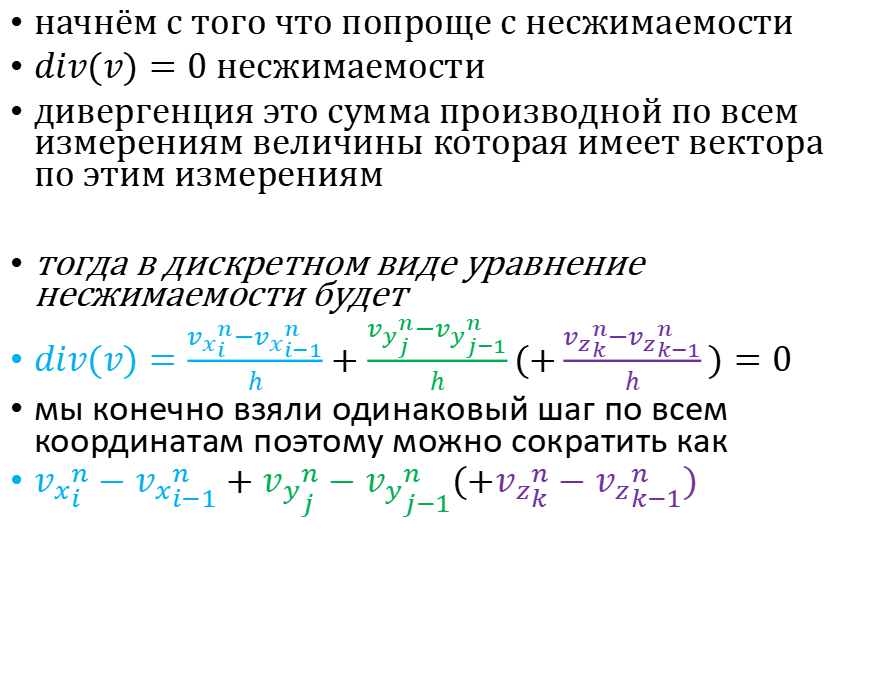 • начнём с того что попроще с несжимаемости
• div(v) = 0 несжимаемости
• дивергенция это сумма производной по всем
измерениям величины которая имеет вектора
по этим измерениям
• тогда в дискретном виде уравнение
несжимаемости будет
• div(v) = \frac{v_{x_i}^n − v_{x_{i−1}}^n}{h} + \frac{v_{y_j}^n − v_{y_{j−1}}^n}{h} (+ \frac{v_{z_k}^n − v_{z_{k−1}}^n}{h}) = 0
• мы конечно взяли одинаковый шаг по всем
координатам поэтому можно сократить как
• v_{x_i}^n − v_{x_{i−1}}^n + v_{y_j}^n − v_{y_{j−1}}^n (+ v_{z_k}^n − v_{z_{k−1}}^n)